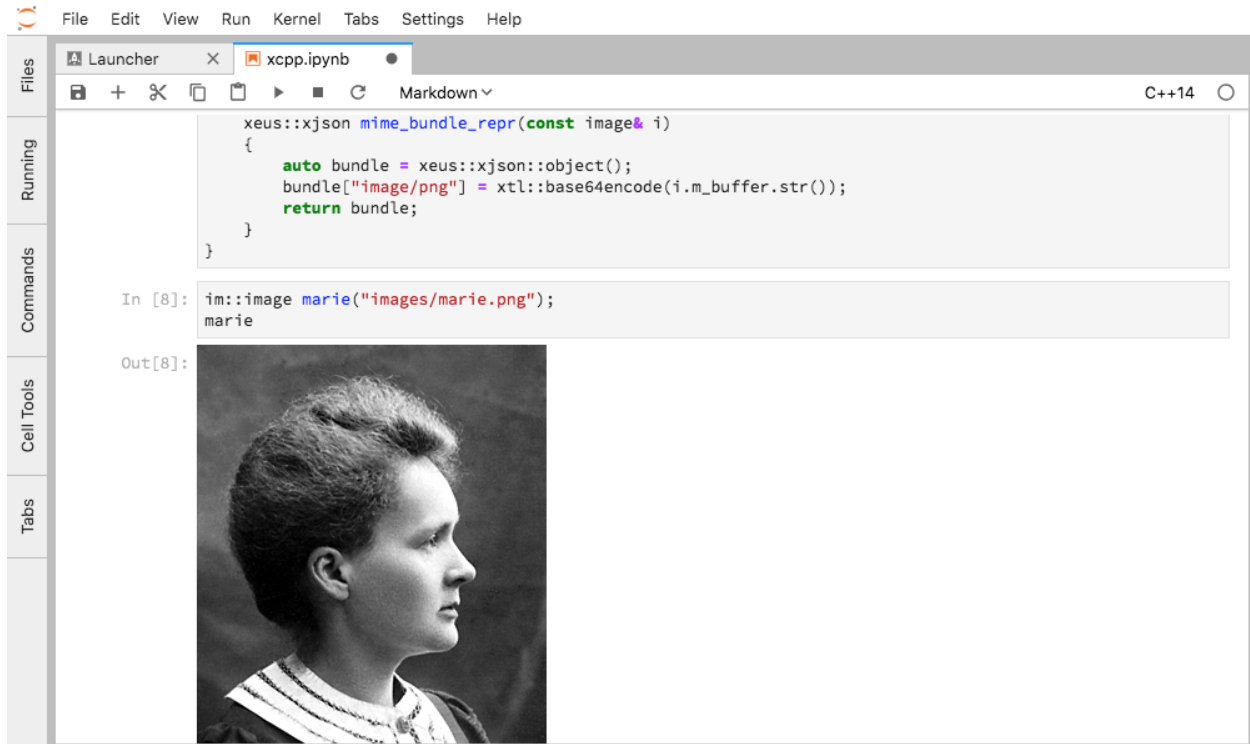 File Edit View Run Kernel Tabs Settings Help
Launcher xcpp.ipynb
Markdown C++14
Files
Running
Commands
Cell Tools
Tabs
xeus::xjson mime_bundle_repr(const image& i)
{
auto bundle = xeus::xjson::object();
bundle["image/png"] = xtl::base64encode(i.m_buffer.str());
return bundle;
}
}
In [8]: im::image marie("images/marie.png");
marie
Out[8]: